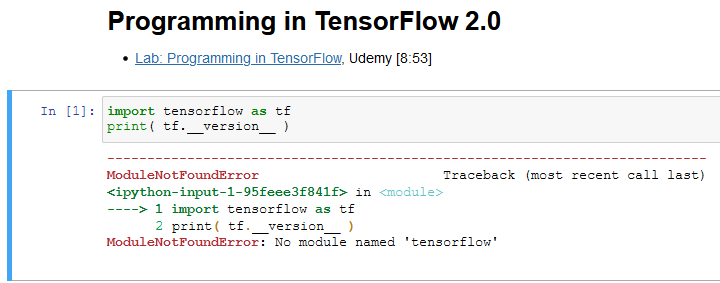 Programming in TensorFlow 2.0
• Lab: Programming in TensorFlow, Udemy [8:53]
In [1]: import tensorflow as tf
print( tf.__version__ )
---------------------------------------------------------------------------
ModuleNotFoundError                       Traceback (most recent call last)
<ipython-input-1-95feee3f841f> in <module>
----> 1 import tensorflow as tf
      2 print( tf.__version__ )
ModuleNotFoundError: No module named 'tensorflow'